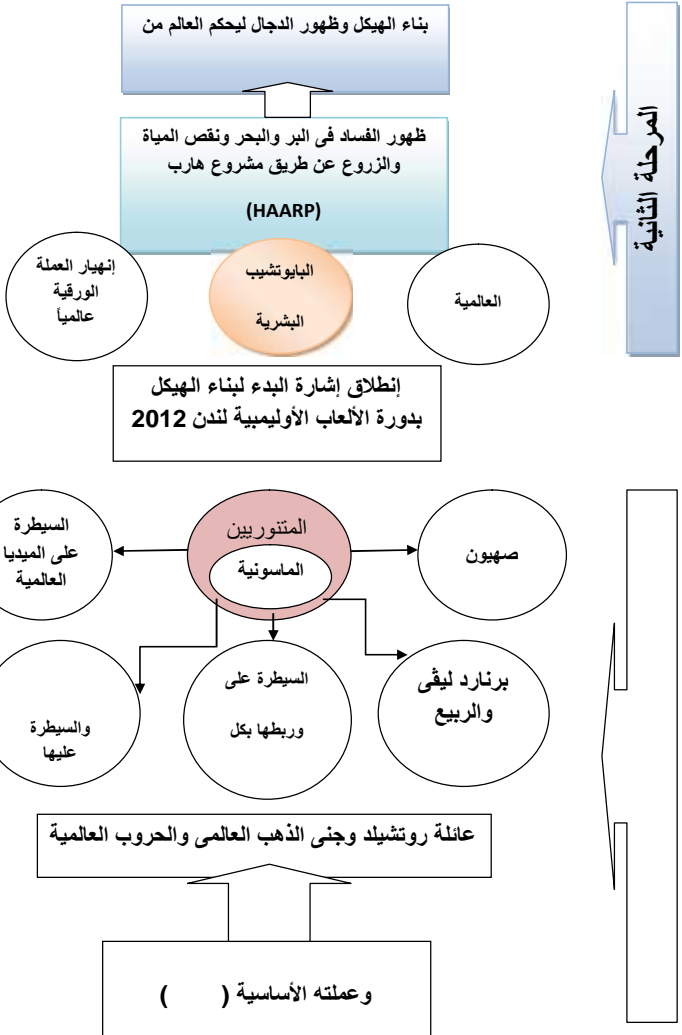 بناء الهيكل وظهور الدجال ليحكم العالم من
المرحلة الثانية
ظهور الفساد فى البر والبحر ونقص المياة
والزروع عن طريق مشروع هارب
(HAARP)
العالمية
البايوتشيب
البشرية
إنهيار العملة
الورقية
عالمياً
إنطلاق إشارة البدء لبناء الهيكل
بدورة الألعاب الأوليمبية لندن 2012
صهيون
المتنوريين
الماسونية
السيطرة
على الميديا
العالمية
برنارد ليڤى
والربيع
السيطرة على
وربطها بكل
والسيطرة
عليها
عائلة روتشيلد وجنى الذهب العالمى والحروب العالمية
وعملته الأساسية ( )